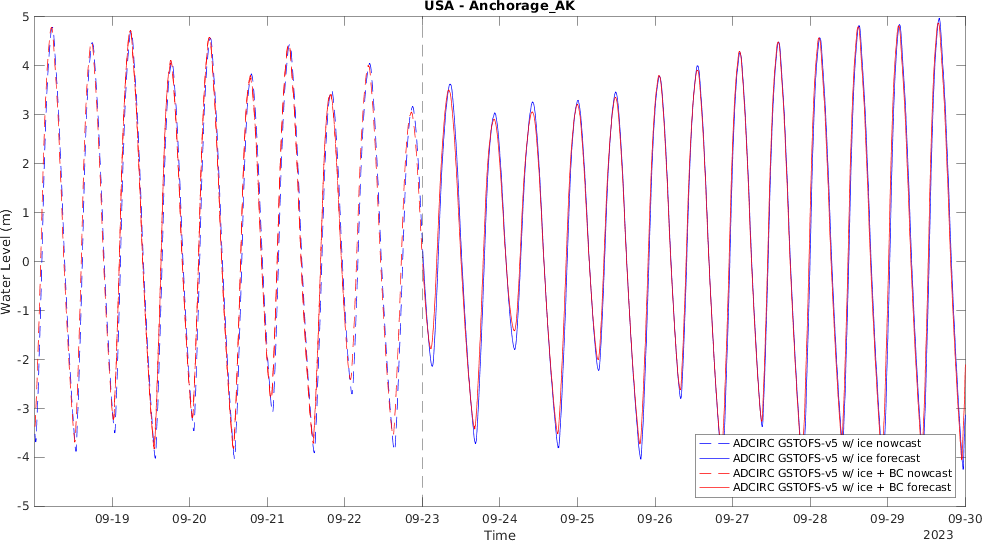 USA - Anchorage_AK
5
4
3
2
1
0
-1
-2
-3
-4
-5
Water Level (m)
ADCIRC GSTOFS-v5 w/ ice nowcast
ADCIRC GSTOFS-v5 w/ ice forecast
ADCIRC GSTOFS-v5 w/ ice + BC nowcast
ADCIRC GSTOFS-v5 w/ ice + BC forecast
09-19 09-20 09-21 09-22 09-23 09-24 09-25 09-26 09-27 09-28 09-29 09-30
Time
2023